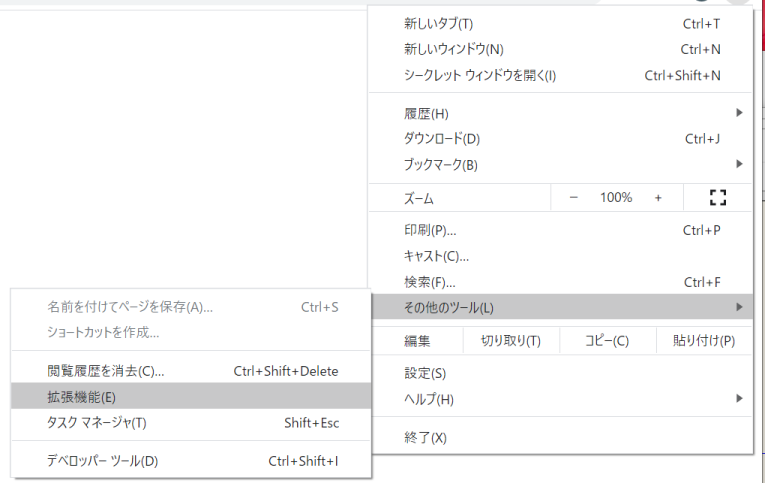 新しいタブ(T) Ctrl+T
新しいウィンドウ(N) Ctrl+N
シークレット ウィンドウを開く(I) Ctrl+Shift+N
履歴(H)
ダウンロード(D) Ctrl+J
ブックマーク(B)
ズーム − 100% +
印刷(P)... Ctrl+P
キャスト(C)...
検索(F)... Ctrl+F
その他のツール(L)
編集 切り取り(T) コピー(C) 貼り付け(P)
設定(S)
ヘルプ(H)
終了(X)
名前を付けてページを保存(A)... Ctrl+S
ショートカットを作成...
閲覧履歴を消去(C)... Ctrl+Shift+Delete
拡張機能(E)
タスク マネージャ(T) Shift+Esc
デベロッパー ツール(D) Ctrl+Shift+I